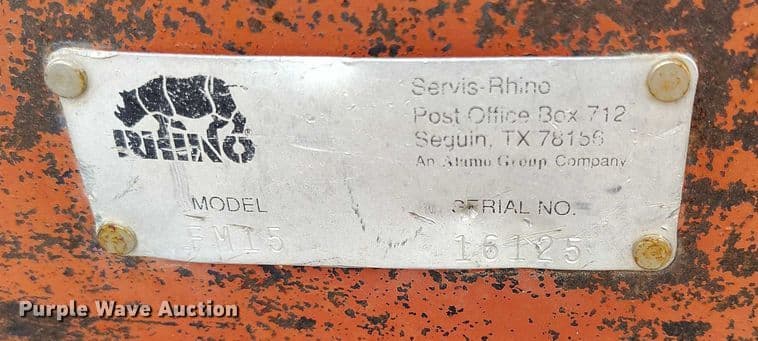 RHINO
Servis-Rhino
Post Office Box 712
Seguin, TX 78156
An Alamo Group Company
MODEL SERIAL NO.
FM15 16125
Purple Wave Auction